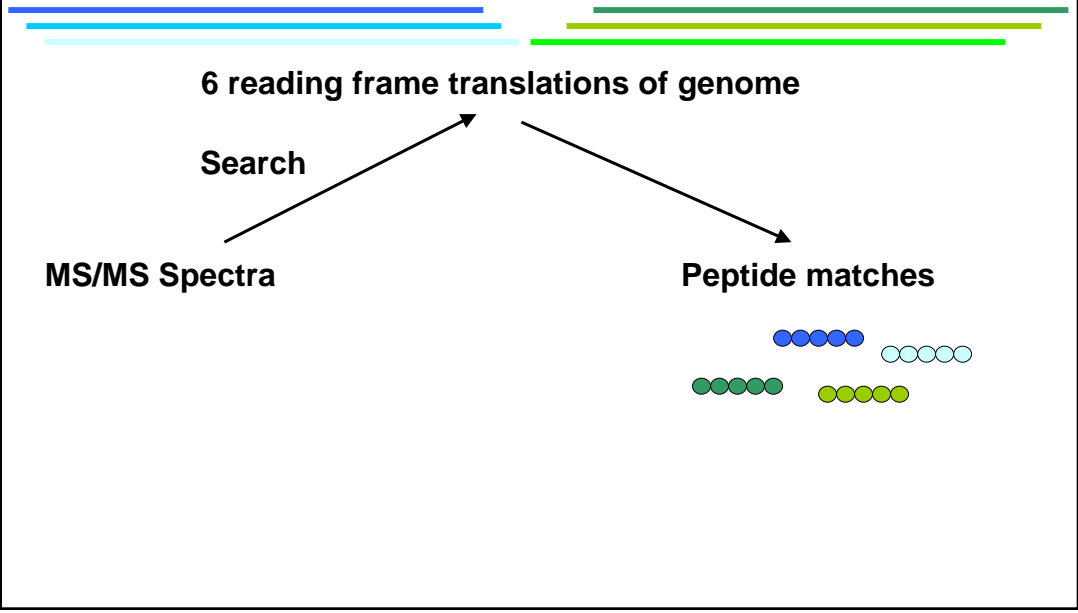 6 reading frame translations of genome
Search
MS/MS Spectra
Peptide matches